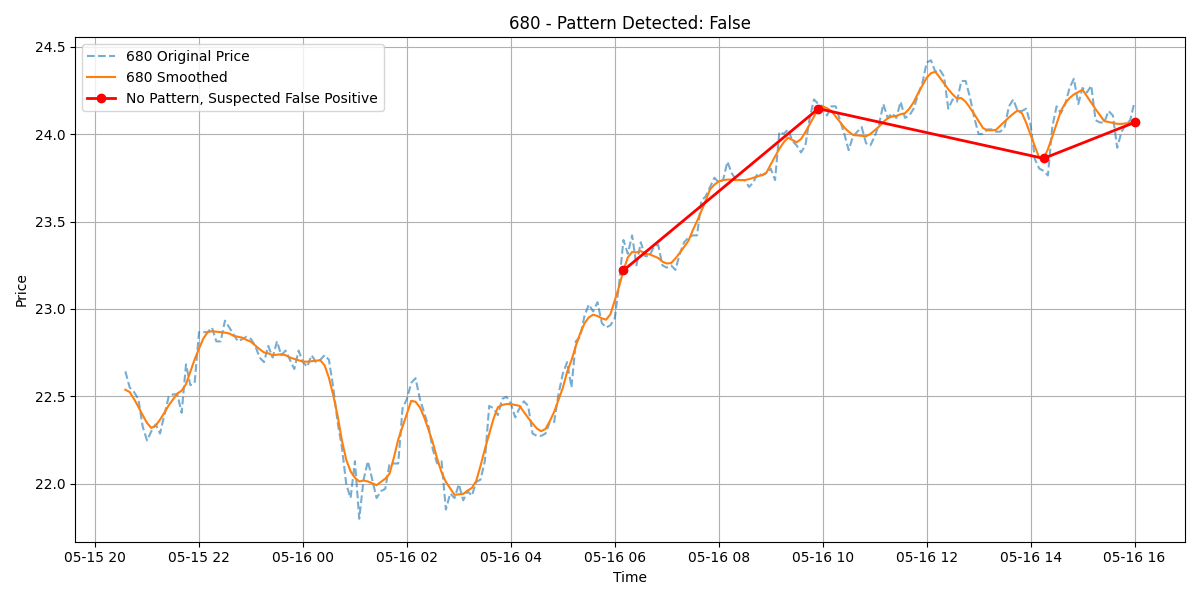 680 - Pattern Detected: False
680 Original Price
680 Smoothed
No Pattern, Suspected False Positive
Price
24.5
24.0
23.5
23.0
22.5
22.0
05-15 20 05-15 22 05-16 00 05-16 02 05-16 04 05-16 06 05-16 08 05-16 10 05-16 12 05-16 14 05-16 16
Time